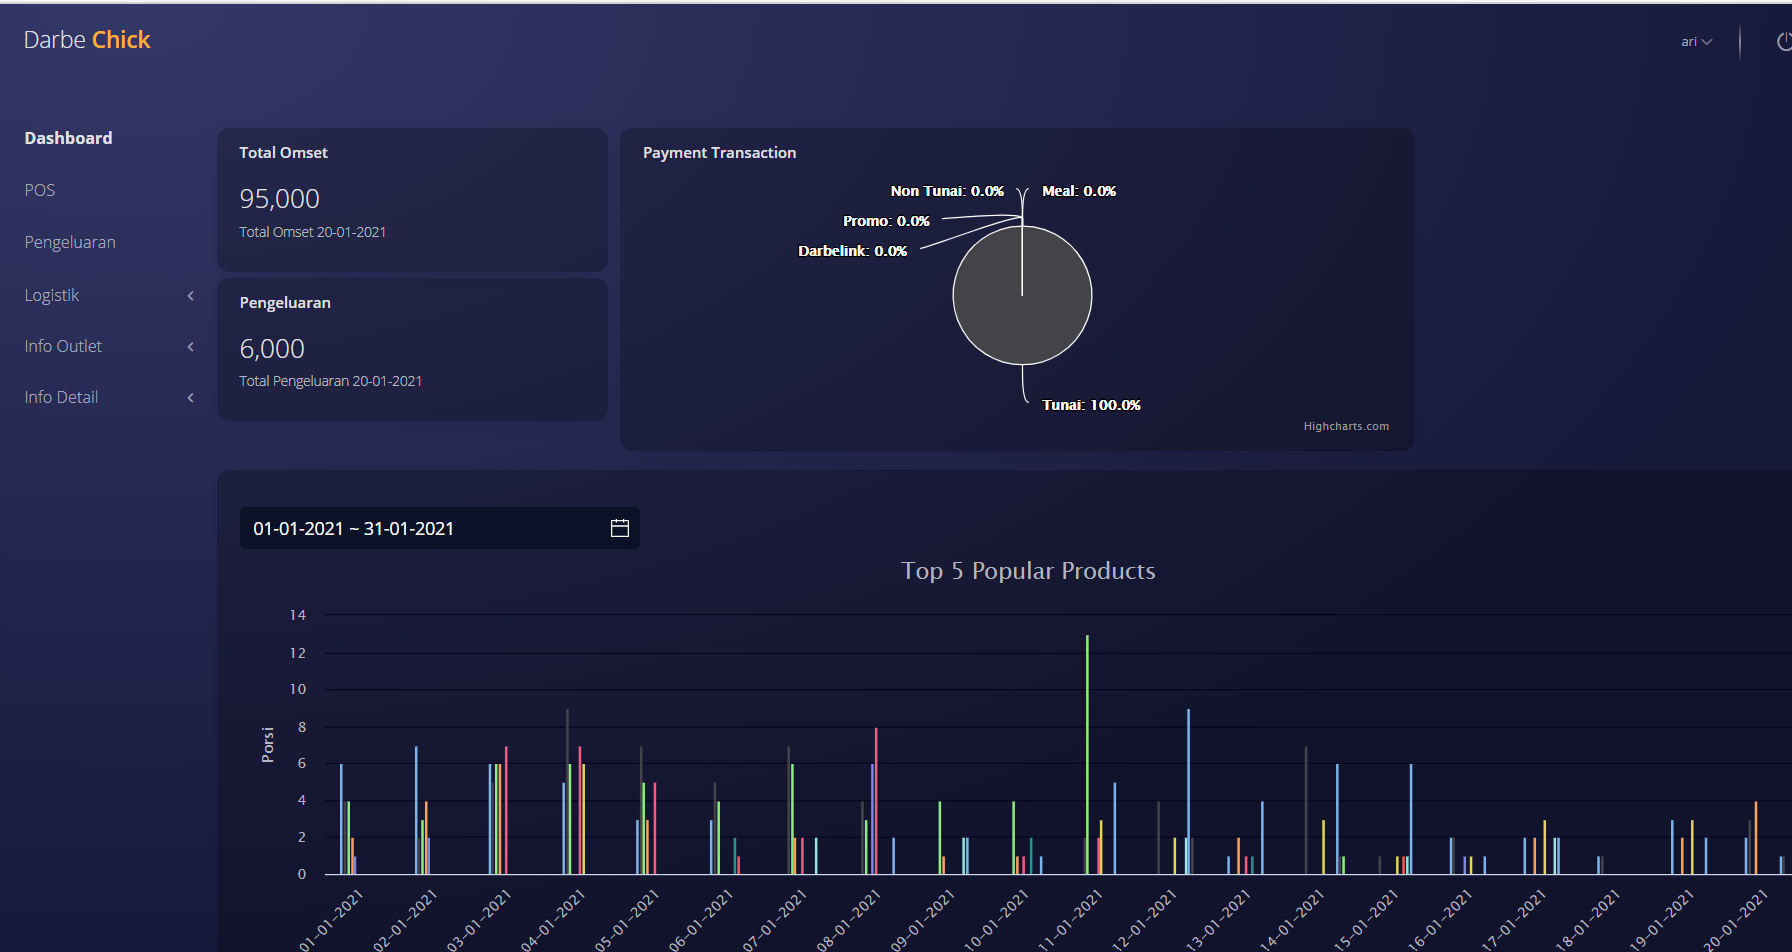 Darbe Chick
ari
Dashboard
POS
Pengeluaran
Logistik
Info Outlet
Info Detail
Total Omset
95,000
Total Omset 20-01-2021
Pengeluaran
6,000
Total Pengeluaran 20-01-2021
Payment Transaction
Non Tunai: 0.0%
Meal: 0.0%
Promo: 0.0%
Darbelink: 0.0%
Tunai: 100.0%
Highcharts.com
01-01-2021 ~ 31-01-2021
Top 5 Popular Products
Porsi
14
12
10
8
6
4
2
0
01-01-2021
02-01-2021
03-01-2021
04-01-2021
05-01-2021
06-01-2021
07-01-2021
08-01-2021
09-01-2021
10-01-2021
11-01-2021
12-01-2021
13-01-2021
14-01-2021
15-01-2021
16-01-2021
17-01-2021
18-01-2021
19-01-2021
20-01-2021